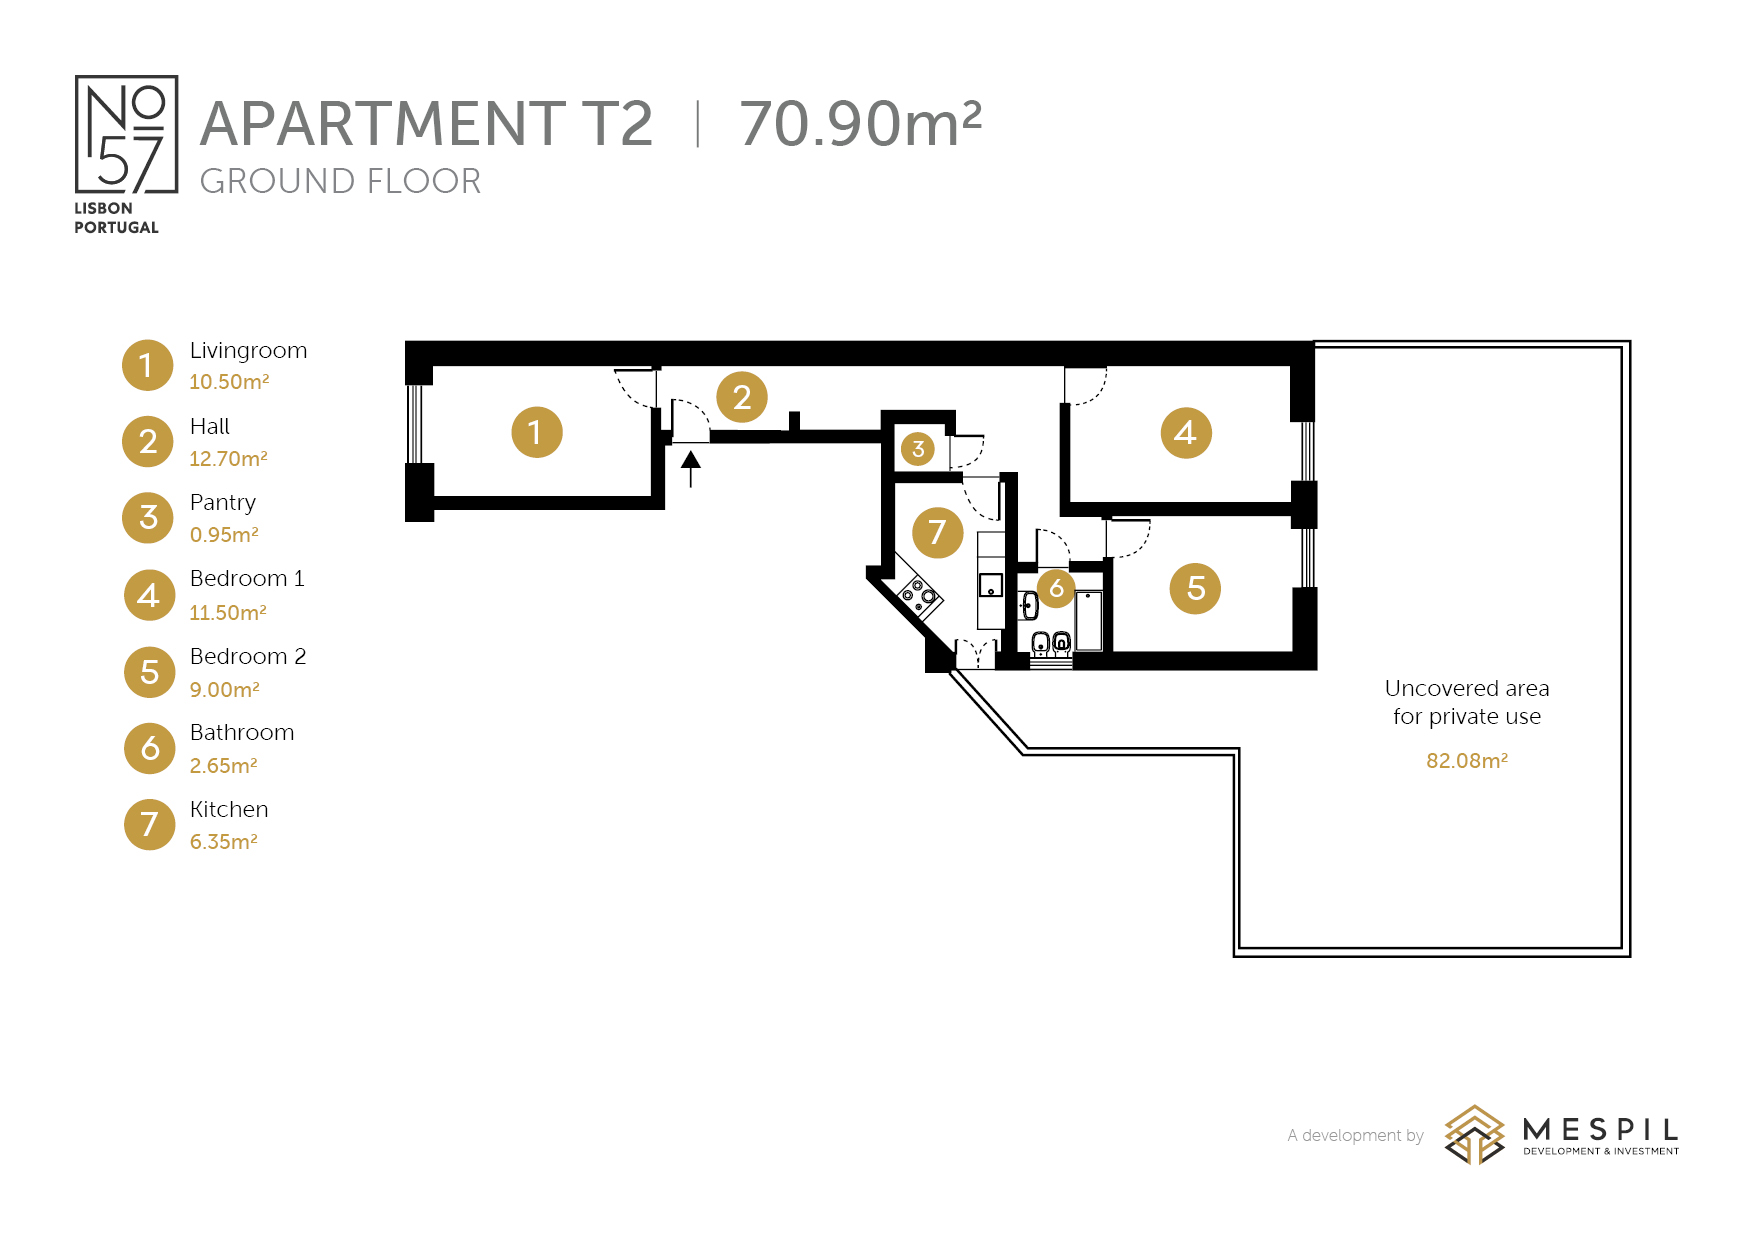 No
57
LISBON
PORTUGAL
APARTMENT T2 | 70.90m²
GROUND FLOOR
1 Livingroom
10.50m²
2 Hall
12.70m²
3 Pantry
0.95m²
4 Bedroom 1
11.50m²
5 Bedroom 2
9.00m²
6 Bathroom
2.65m²
7 Kitchen
6.35m²
1
2
3
4
5
6
7
Uncovered area
for private use
82.08m²
A development by
MESPIL
DEVELOPMENT & INVESTMENT